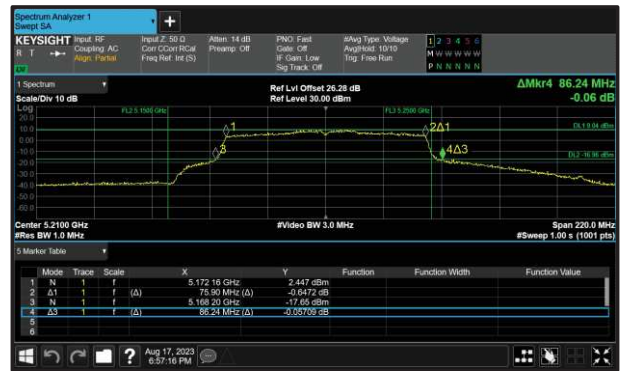 Spectrum Analyzer 1
Swept SA
+
KEYSIGHT Input: RF Input Z: 50 Ω Atten: 14 dB PNO: Fast #Avg Type: Voltage 1 2 3 4 5 6
R T Coupling: AC Corr CCorr RCal Preamp: Off Gate: Off Avg|Hold: 10/10 M W W W W W
Align: Partial Freq Ref: Int (S) IF Gain: Low Trig: Free Run
Sig Track: Off P N N N N N
1 Spectrum Ref Lvl Offset 26.28 dB ΔMkr4 86.24 MHz
Scale/Div 10 dB Ref Level 30.00 dBm -0.06 dB
Log
20.0 FL2 5.1500 GHz FL3 5.2500 GHz
10.0 1 2Δ1 DL1 9.04 dBm
0.00
-10.0 3 4Δ3 DL2 -16.96 dBm
-20.0
-30.0
-40.0
-50.0
-60.0
Center 5.2100 GHz #Video BW 3.0 MHz Span 220.0 MHz
#Res BW 1.0 MHz #Sweep 1.00 s (1001 pts)
5 Marker Table
Mode Trace Scale X Y Function Function Width Function Value
1 N 1 f 5.172 16 GHz 2.447 dBm
2 Δ1 1 f (Δ) 75.90 MHz (Δ) -0.6472 dB
3 N 1 f 5.168 20 GHz -17.65 dBm
4 Δ3 1 f (Δ) 86.24 MHz (Δ) -0.05709 dB
5
6
? Aug 17, 2023
6:57:16 PM